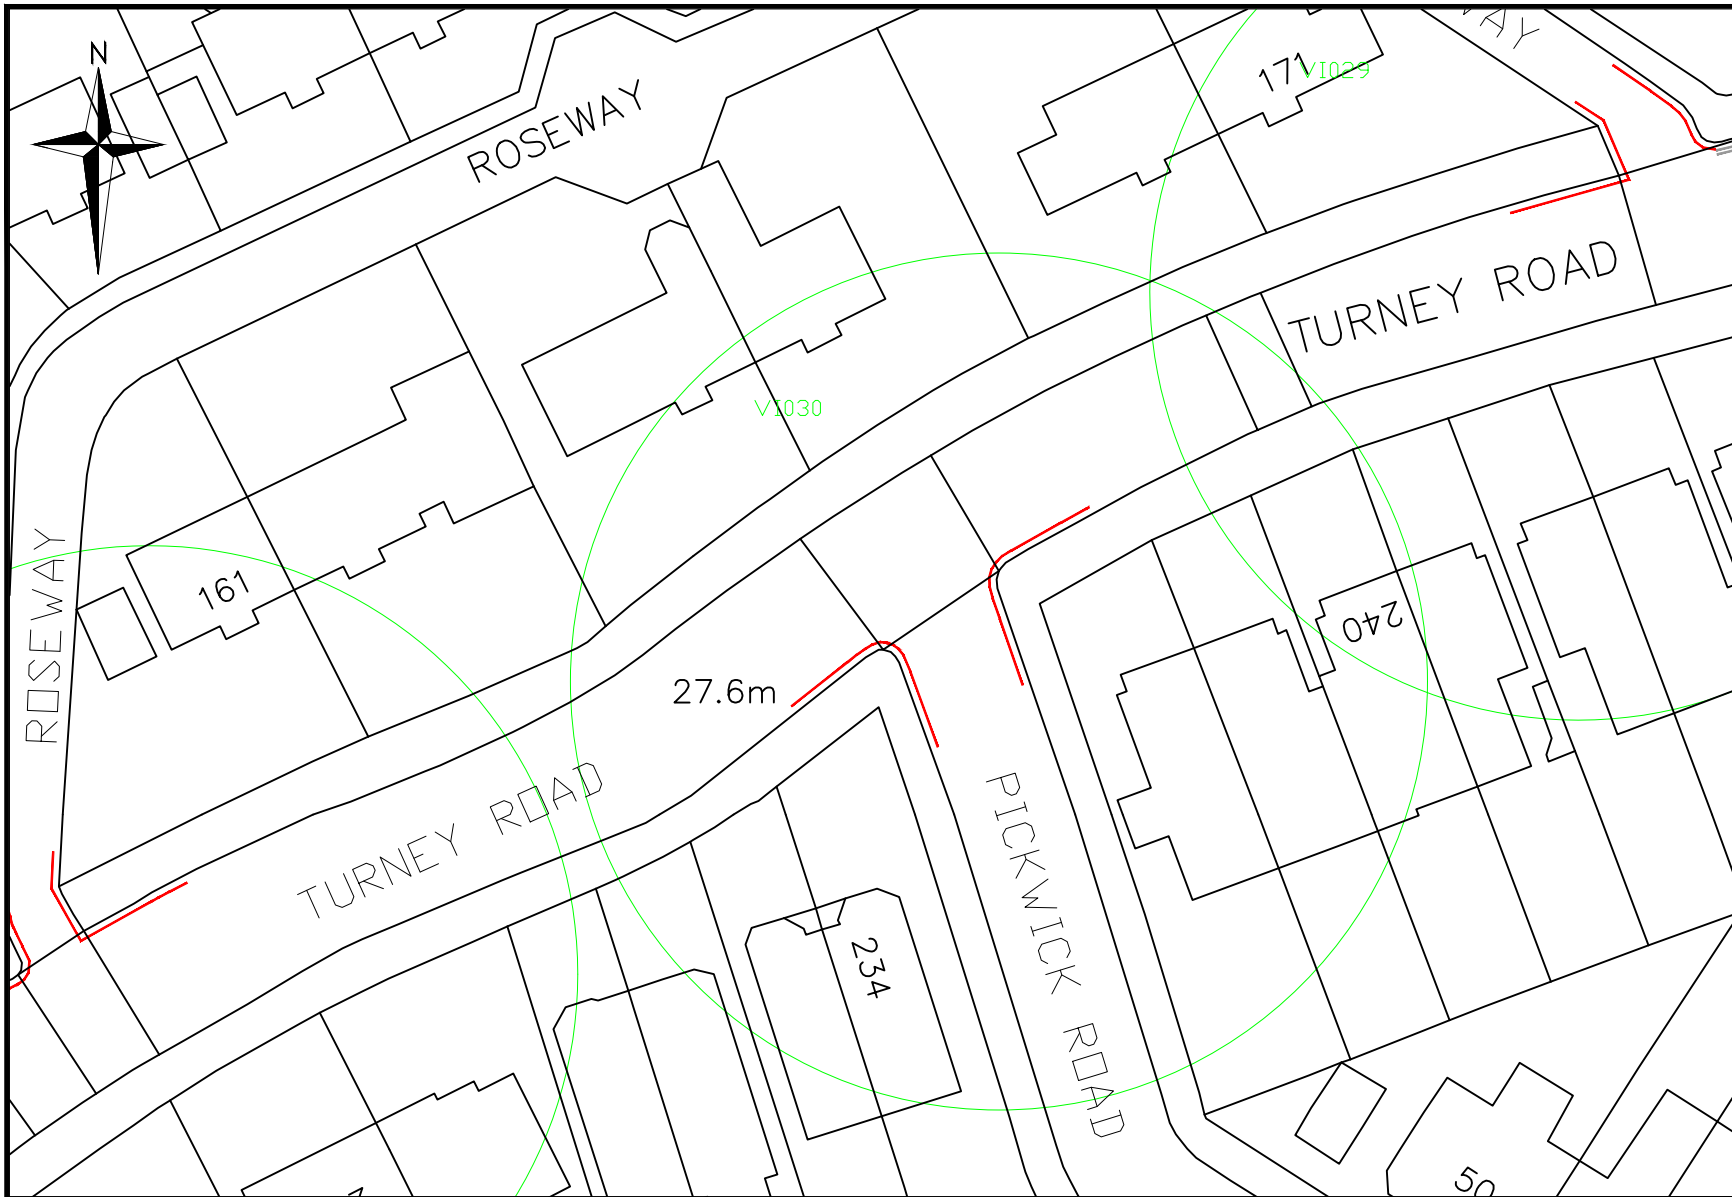 N
ROSEWAY
171
VI029
TURNEY ROAD
VI030
161
ROSEWAY
240
27.6m
TURNEY ROAD
PICKWICK ROAD
234
50